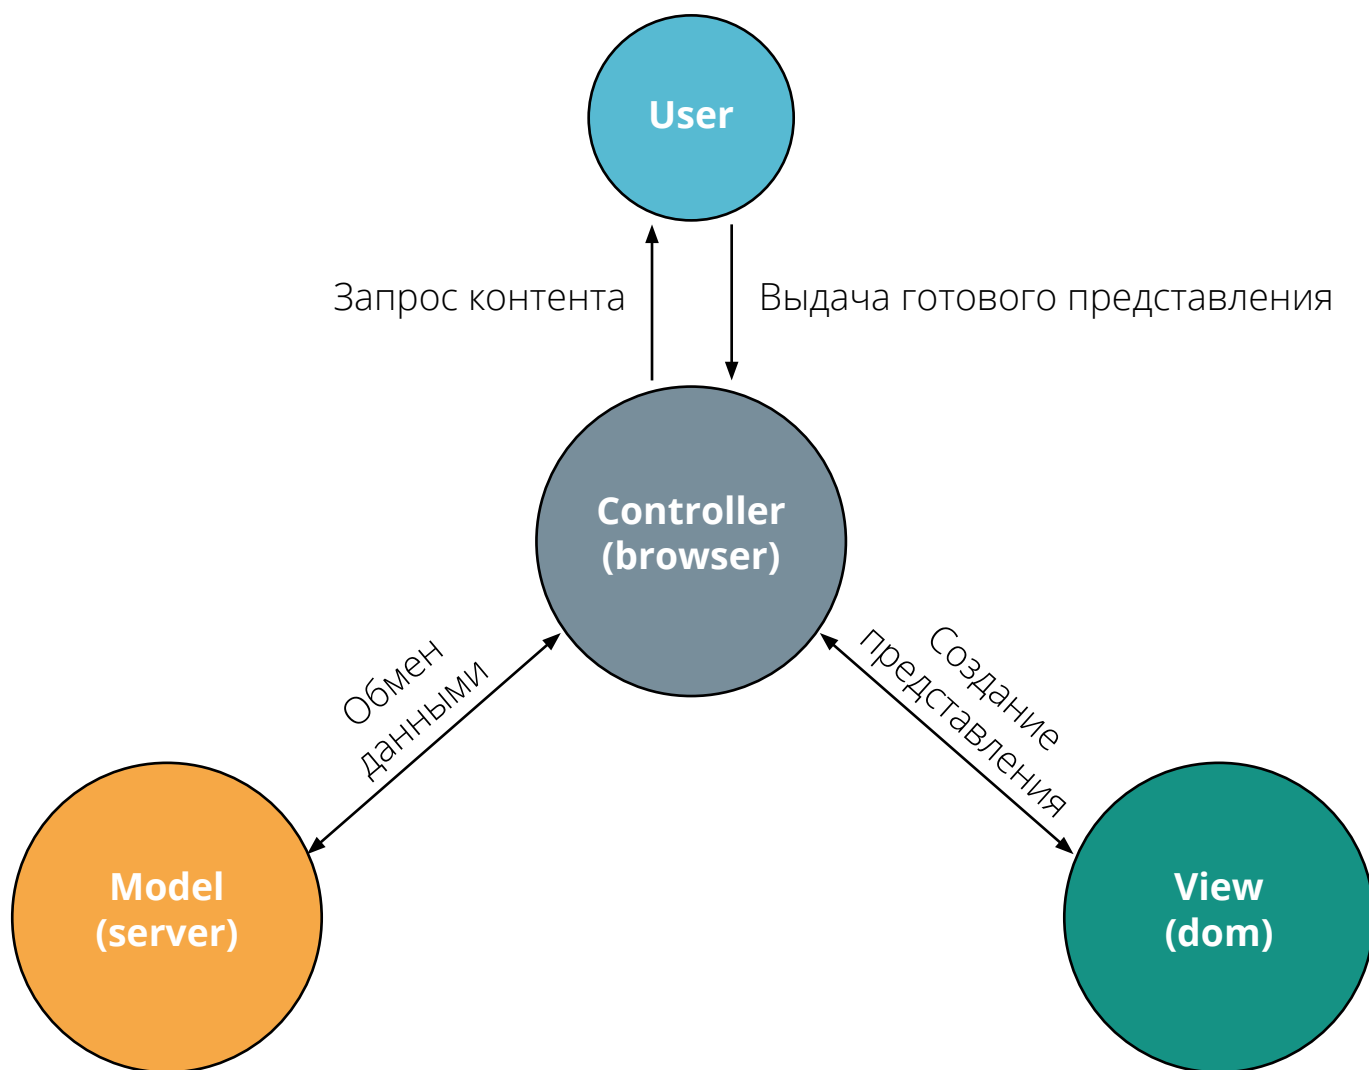 User
Запрос контента
Выдача готового представления
Controller
(browser)
Обмен
данными
Создание
представления
Model
(server)
View
(dom)